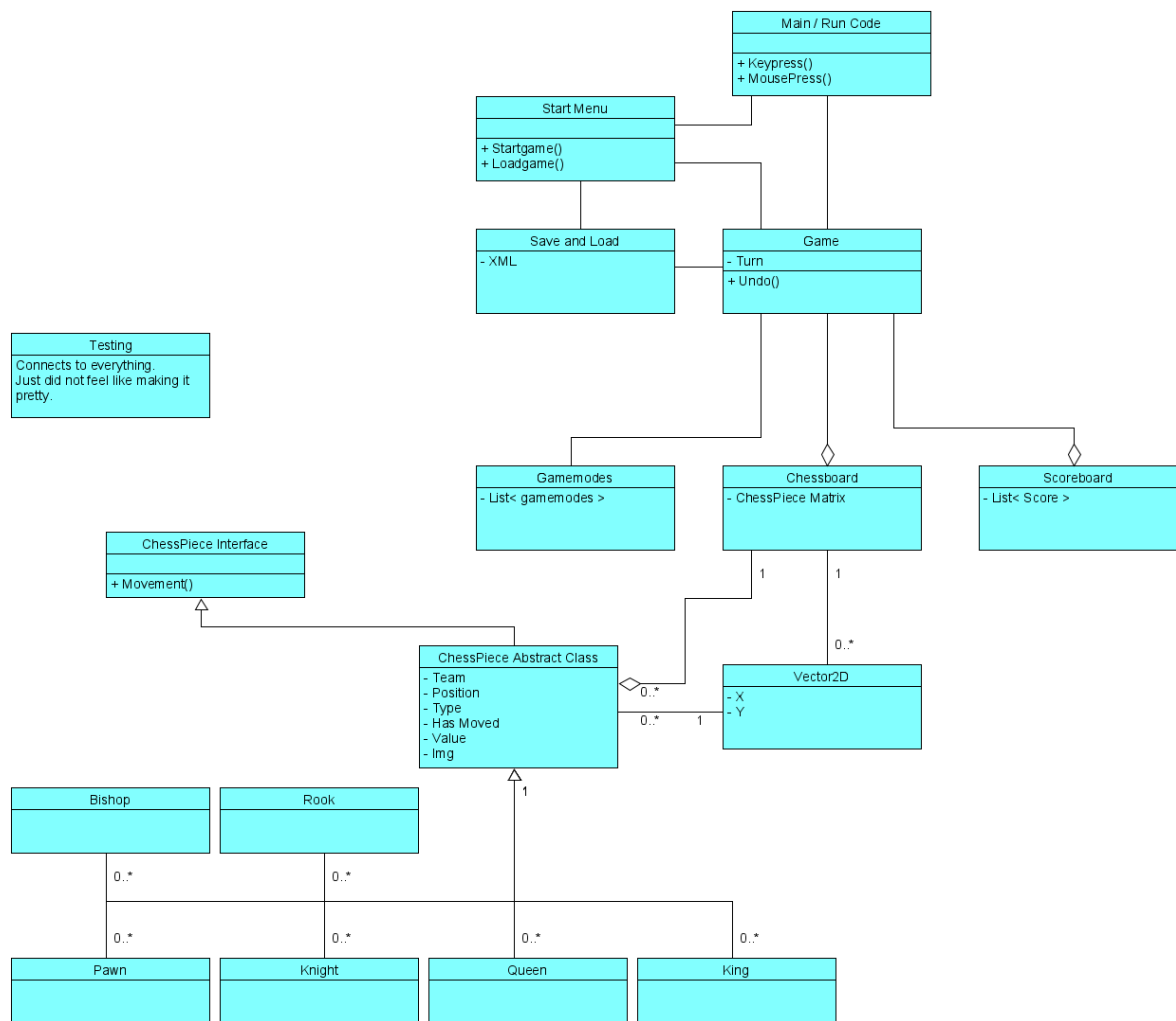 Main / Run Code
+ Keypress()
+ MousePress()
Start Menu
+ Startgame()
+ Loadgame()
Save and Load
- XML
Game
- Turn
+ Undo()
Testing
Connects to everything.
Just did not feel like making it
pretty.
Gamemodes
- List< gamemodes >
Chessboard
- ChessPiece Matrix
Scoreboard
- List< Score >
ChessPiece Interface
+ Movement()
1
1
0..*
ChessPiece Abstract Class
- Team
- Position
- Type
- Has Moved
- Value
- Img
0..*
0..*
1
Vector2D
- X
- Y
1
Bishop
Rook
0..*
0..*
0..*
0..*
0..*
0..*
Pawn
Knight
Queen
King